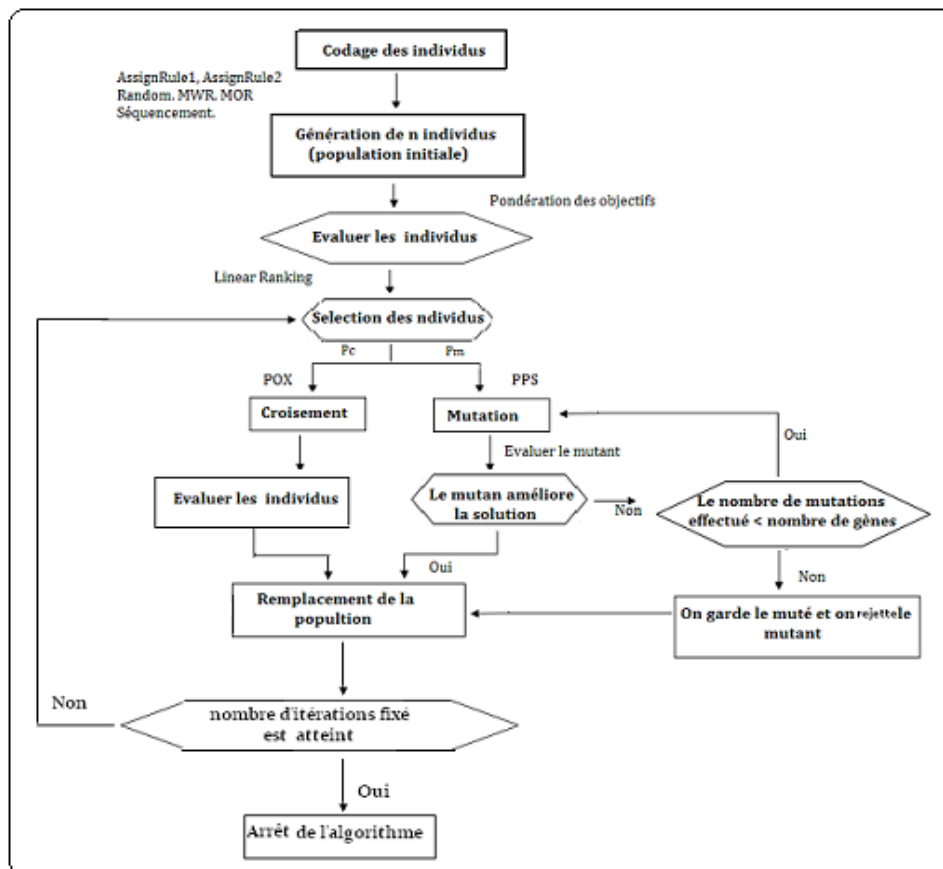 Codage des individus
AssignRule1, AssignRule2
Random. MWR. MOR
Séquencement.
Génération de n individus
(population initiale)
Pondération des objectifs
Evaluer les individus
Linear Ranking
Selection des ndividus
Pc
Pm
POX
PPS
Croisement
Mutation
Oui
Evaluer le mutant
Evaluer les individus
Le mutan améliore
la solution
Non
Le nombre de mutations
effectué < nombre de gènes
Oui
Non
Remplacement de la
popultion
On garde le muté et on rejette le
mutant
Non
nombre d'itérations fixé
est atteint
Oui
Arrêt de l'algorithme